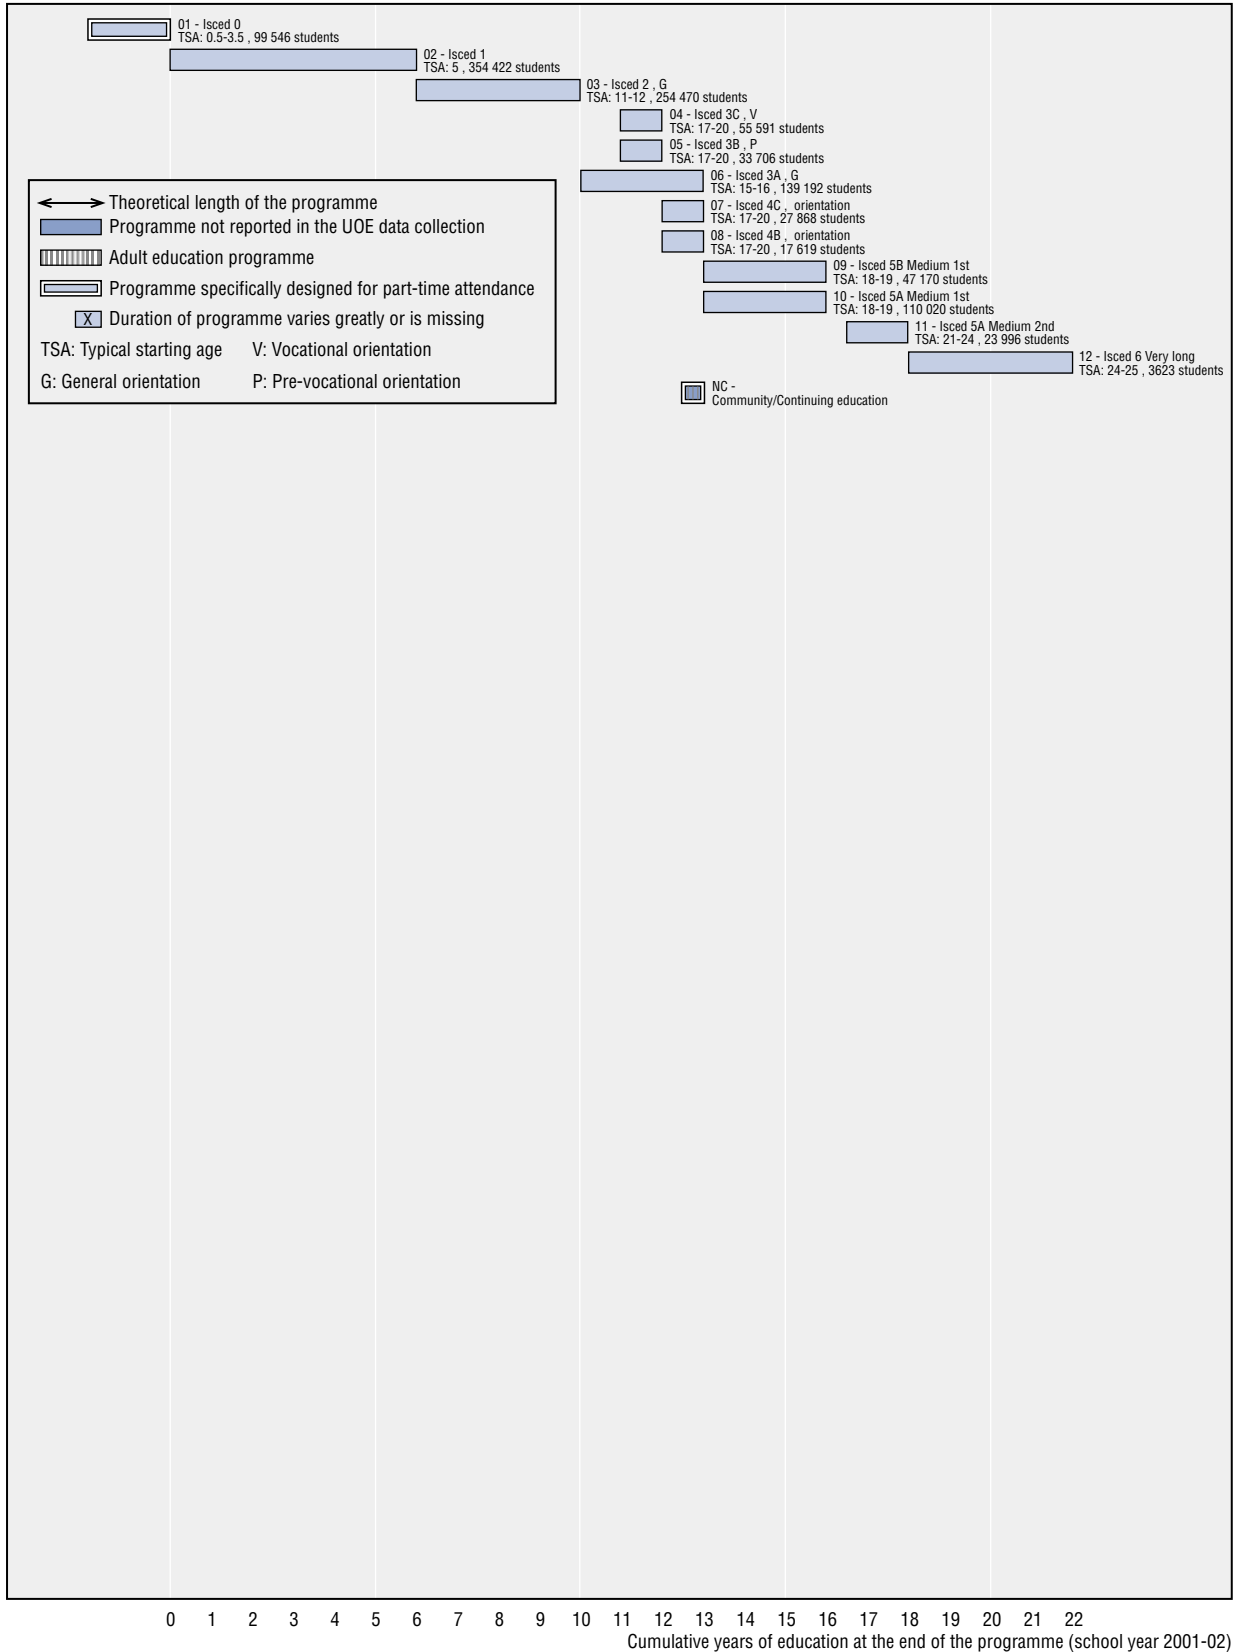 01 - Isced 0
TSA: 0.5-3.5 , 99 546 students
02 - Isced 1
TSA: 5 , 354 422 students
03 - Isced 2 , G
TSA: 11-12 , 254 470 students
04 - Isced 3C , V
TSA: 17-20 , 55 591 students
05 - Isced 3B , P
TSA: 17-20 , 33 706 students
06 - Isced 3A , G
TSA: 15-16 , 139 192 students
07 - Isced 4C , orientation
TSA: 17-20 , 27 868 students
08 - Isced 4B , orientation
TSA: 17-20 , 17 619 students
09 - Isced 5B Medium 1st
TSA: 18-19 , 47 170 students
10 - Isced 5A Medium 1st
TSA: 18-19 , 110 020 students
11 - Isced 5A Medium 2nd
TSA: 21-24 , 23 996 students
12 - Isced 6 Very long
TSA: 24-25 , 3623 students
NC -
Community/Continuing education
Theoretical length of the programme
Programme not reported in the UOE data collection
Adult education programme
Programme specifically designed for part-time attendance
X Duration of programme varies greatly or is missing
TSA: Typical starting age V: Vocational orientation
G: General orientation P: Pre-vocational orientation
0 1 2 3 4 5 6 7 8 9 10 11 12 13 14 15 16 17 18 19 20 21 22
Cumulative years of education at the end of the programme (school year 2001-02)